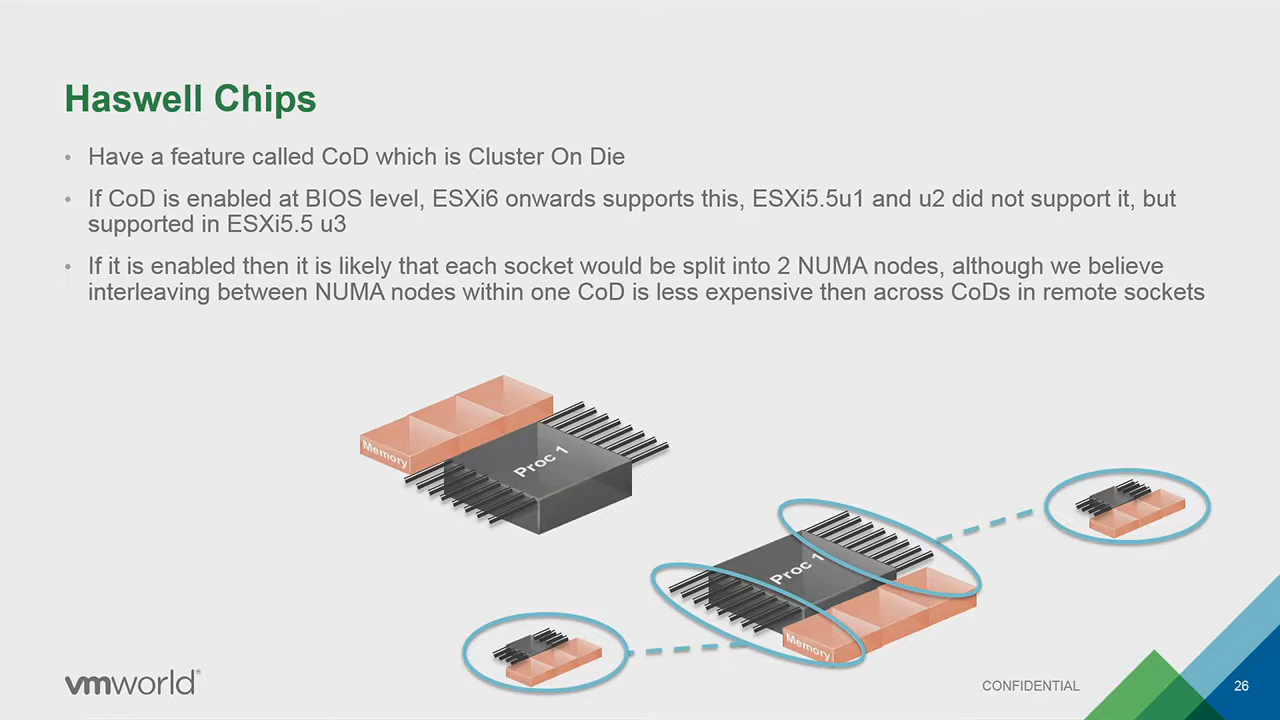 Haswell Chips
• Have a feature called CoD which is Cluster On Die
• If CoD is enabled at BIOS level, ESXi6 onwards supports this, ESXi5.5u1 and u2 did not support it, but
supported in ESXi5.5 u3
• If it is enabled then it is likely that each socket would be split into 2 NUMA nodes, although we believe
interleaving between NUMA nodes within one CoD is less expensive then across CoDs in remote sockets
Memory
Proc 1
Proc 1
Memory
vmworld®
CONFIDENTIAL
26